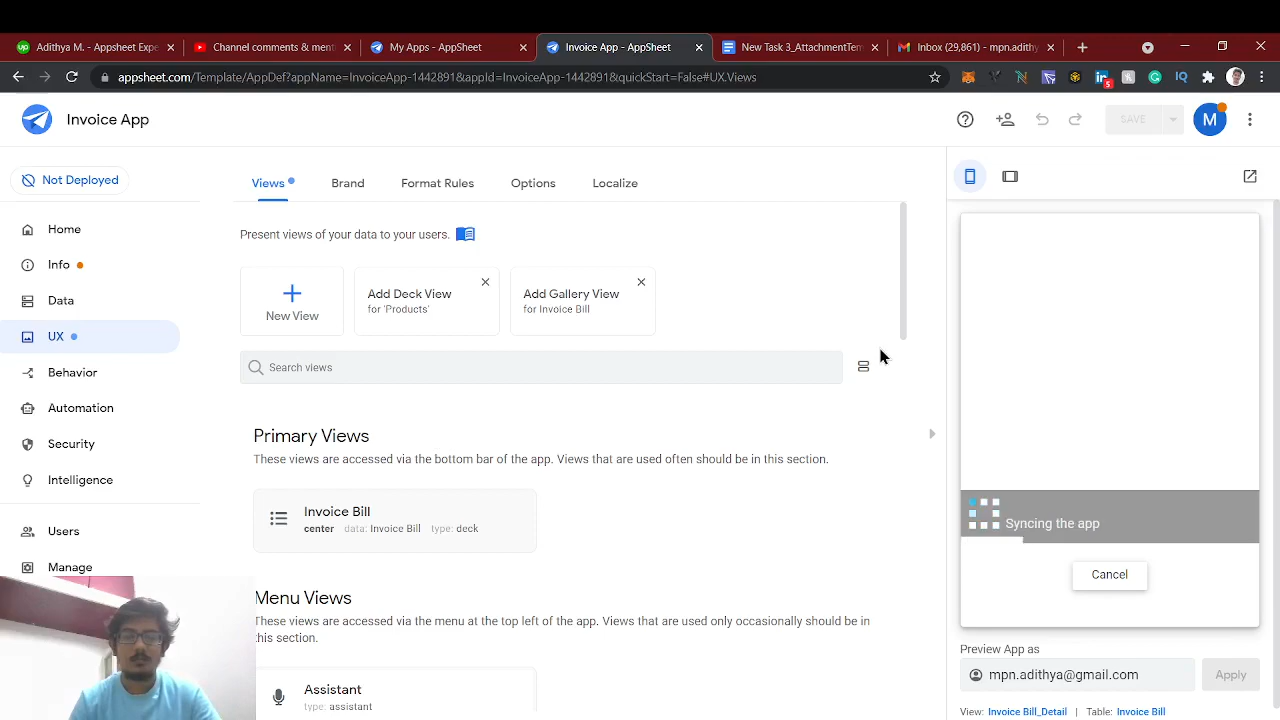 Adithya M. - Appsheet Expe
Channel comments & ment
My Apps - AppSheet
Invoice App - AppSheet
New Task 3_AttachmentTem
Inbox (29,861) - mpn.adithy
appsheet.com/Template/AppDef?appName=InvoiceApp-1442891&appId=InvoiceApp-1442891&quickStart=False#UX.Views
Invoice App
SAVE
M
Not Deployed
Home
Info
Data
UX
Behavior
Automation
Security
Intelligence
Users
Manage
Views
Brand
Format Rules
Options
Localize
Present views of your data to your users.
New View
Add Deck View
for 'Products'
Add Gallery View
for Invoice Bill
Search views
Primary Views
These views are accessed via the bottom bar of the app. Views that are used often should be in this section.
Invoice Bill
center data: Invoice Bill type: deck
Menu Views
These views are accessed via the menu at the top left of the app. Views that are used only occasionally should be in
this section.
Assistant
type: assistant
Syncing the app
Cancel
Preview App as
mpn.adithya@gmail.com
Apply
View: Invoice Bill_Detail | Table: Invoice Bill